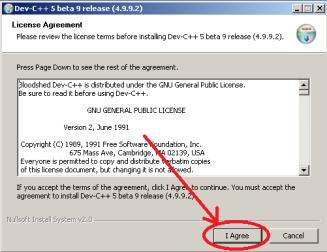 Dev-C++ 5 beta 9 release (4.9.9.2)
License Agreement
Please review the license terms before installing Dev-C++ 5 beta 9 release (4.9.9.2).
Press Page Down to see the rest of the agreement.
Bloodshed Dev-C++ is distributed under the GNU General Public License.
Be sure to read it before using Dev-C++.
GNU GENERAL PUBLIC LICENSE
Version 2, June 1991
Copyright (C) 1989, 1991 Free Software Foundation, Inc.
675 Mass Ave, Cambridge, MA 02139, USA
Everyone is permitted to copy and distribute verbatim copies
of this license document, but changing it is not allowed.
If you accept the terms of the agreement, click I Agree to continue. You must accept the
agreement to install Dev-C++ 5 beta 9 release (4.9.9.2).
Nullsoft Install System v2.0
I Agree
Cancel